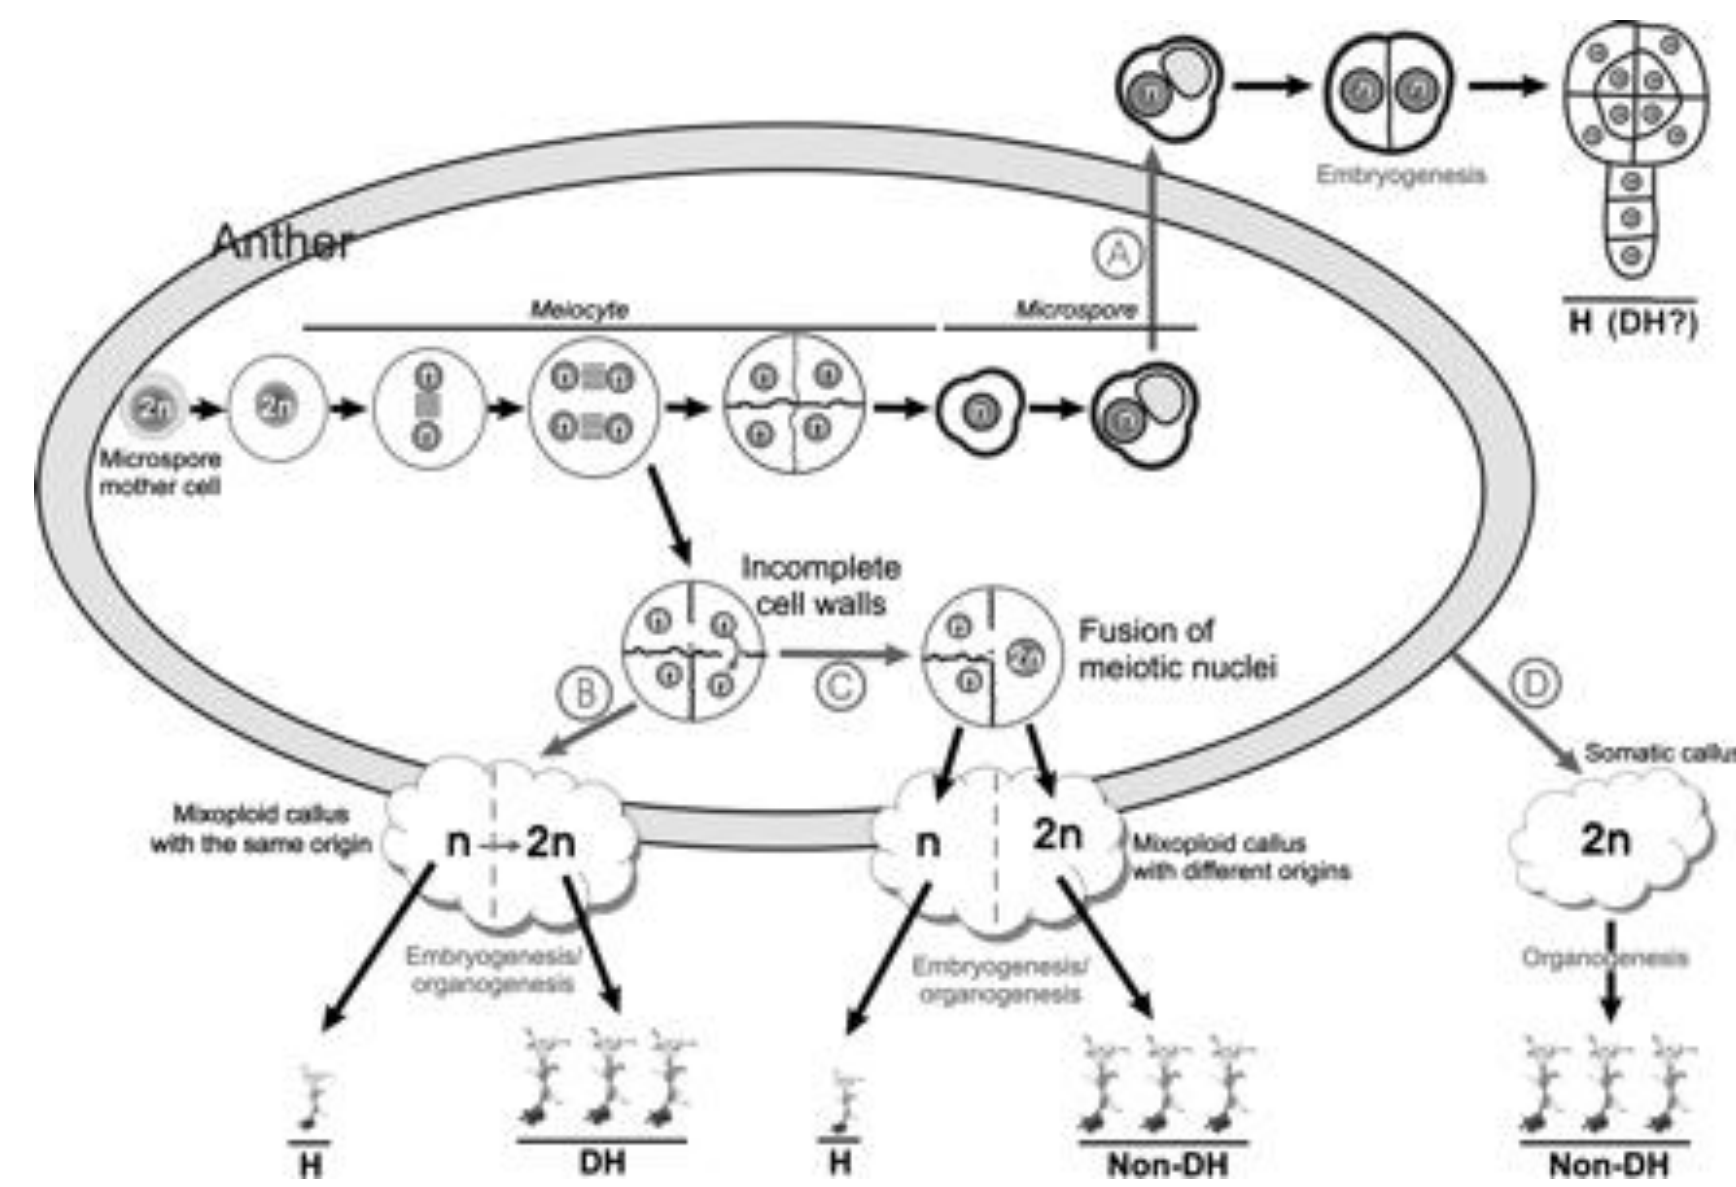 n
n n
Embryogenesis
H (DH?)
Anther
A
Meiocyte
Microspore
2n
2n
n
n
Microspore
mother cell
Incomplete
cell walls
Fusion of
meiotic nuclei
B
C
D
Somatic callus
Mixoploid callus
with the same origin
n → 2n
n 2n
Mixoploid callus
with different origins
2n
Embryogenesis/
organogenesis
Embryogenesis/
organogenesis
Organogenesis
H
DH
H
Non-DH
Non-DH